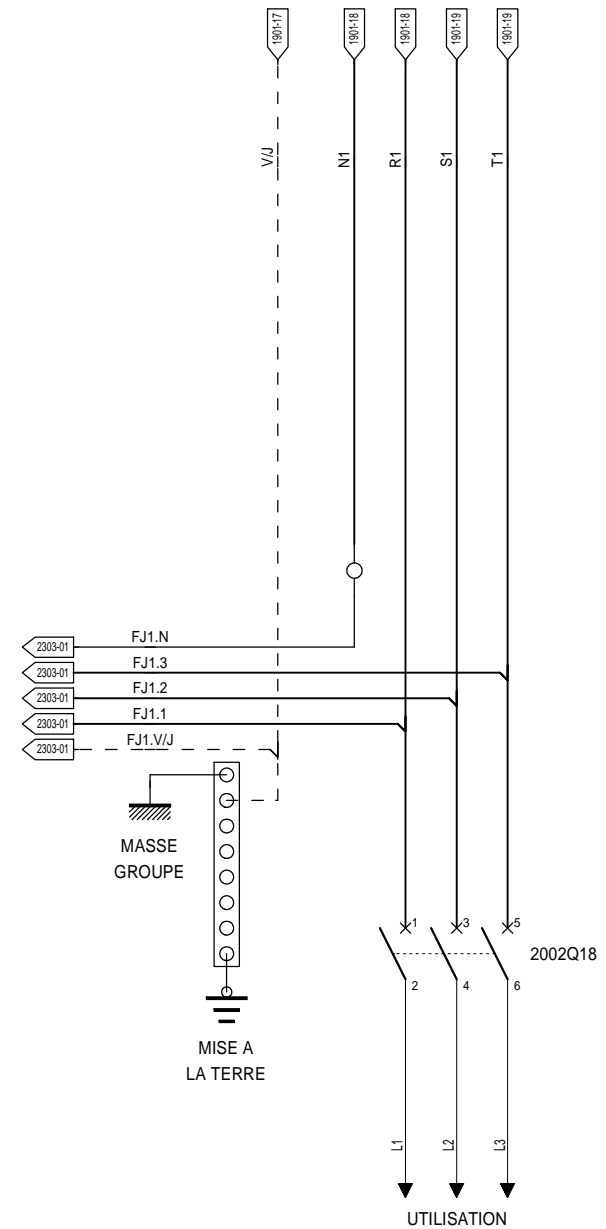 1901-17
1901-18
1901-18
1901-19
1901-19
V/J
N1
R1
S1
T1
2303-01
FJ1.N
2303-01
FJ1.3
2303-01
FJ1.2
2303-01
FJ1.1
2303-01
FJ1.V/J
MASSE
GROUPE
1
3
5
2002Q18
2
4
6
MISE A
LA TERRE
L1
L2
L3
UTILISATION